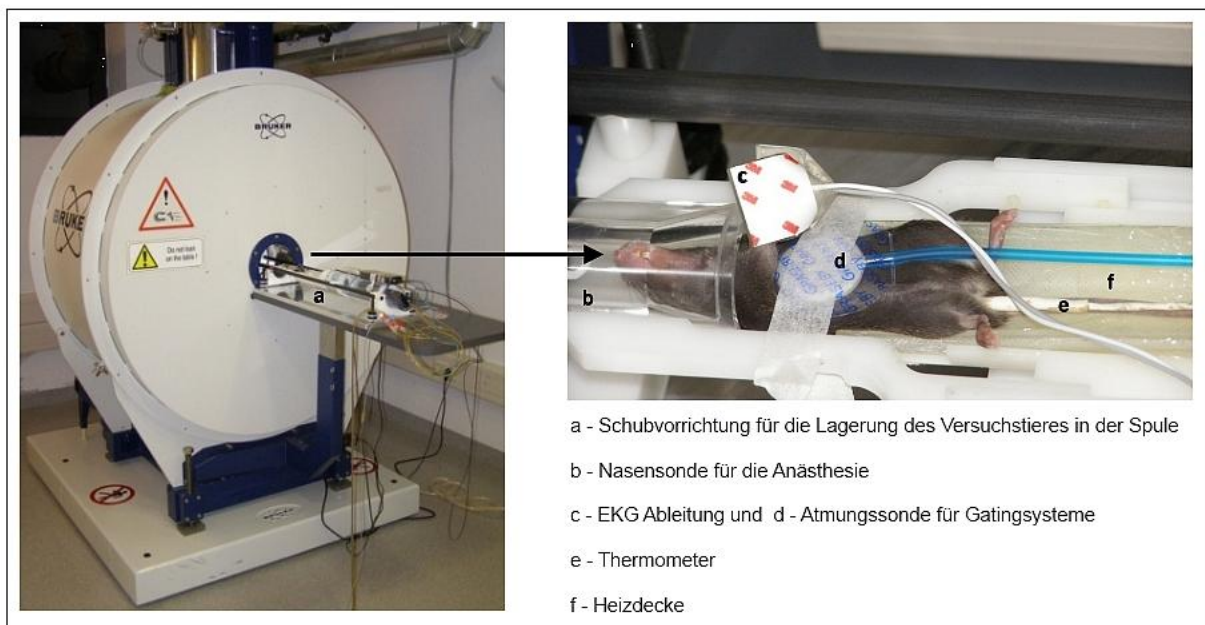 BRUKER
BRUKER
Do not lean
on the table !
a
c
d
b
e
f
a - Schubvorrichtung für die Lagerung des Versuchstieres in der Spule
b - Nasensonde für die Anästhesie
c - EKG Ableitung und  d - Atmungssonde für Gatingsysteme
e - Thermometer
f - Heizdecke